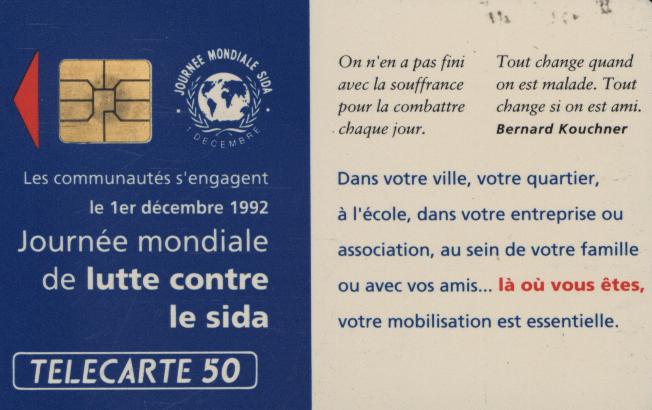 JOURNÉE MONDIALE SIDA
1 DECEMBRE
Les communautés s'engagent
le 1er décembre 1992
Journée mondiale
de lutte contre
le sida
TELECARTE 50
On n'en a pas fini
avec la souffrance
pour la combattre
chaque jour.
Tout change quand
on est malade. Tout
change si on est ami.
Bernard Kouchner
Dans votre ville, votre quartier,
à l'école, dans votre entreprise ou
association, au sein de votre famille
ou avec vos amis... là où vous êtes,
votre mobilisation est essentielle.